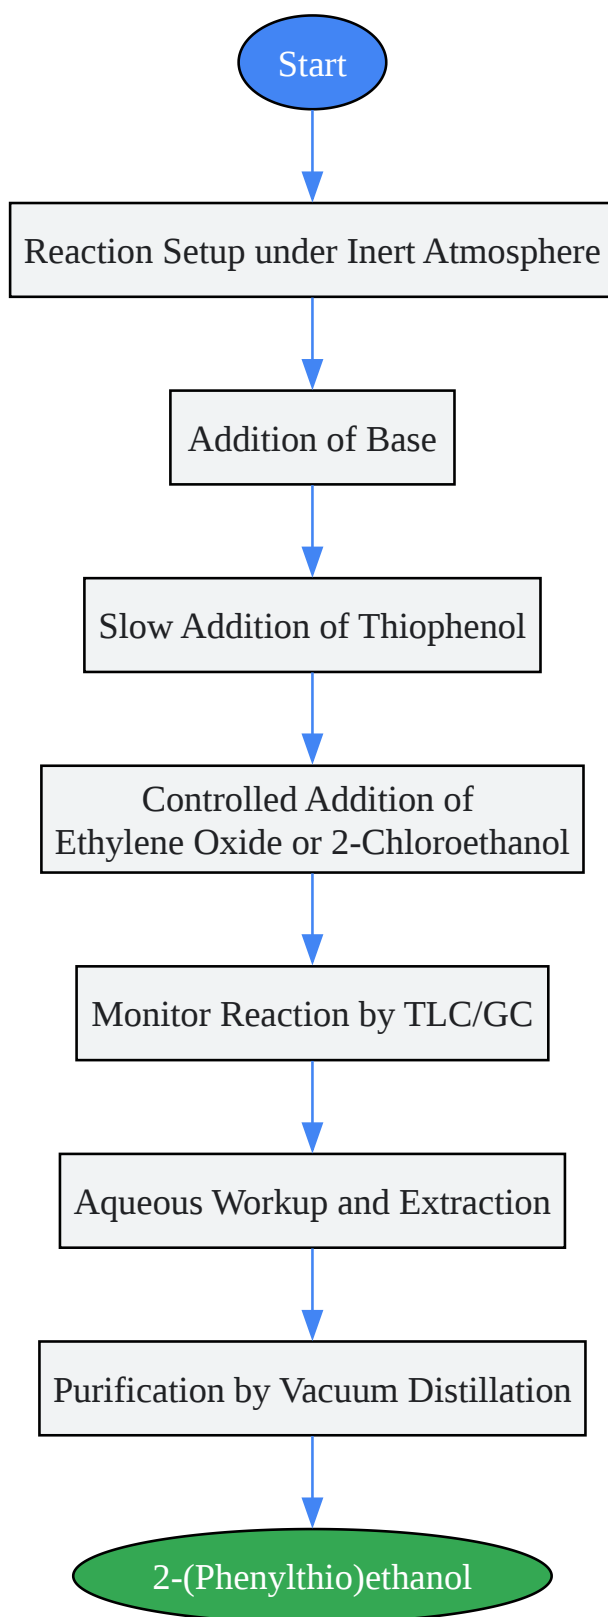 Start
Reaction Setup under Inert Atmosphere
Addition of Base
Slow Addition of Thiophenol
Controlled Addition of
Ethylene Oxide or 2-Chloroethanol
Monitor Reaction by TLC/GC
Aqueous Workup and Extraction
Purification by Vacuum Distillation
2-(Phenylthio)ethanol